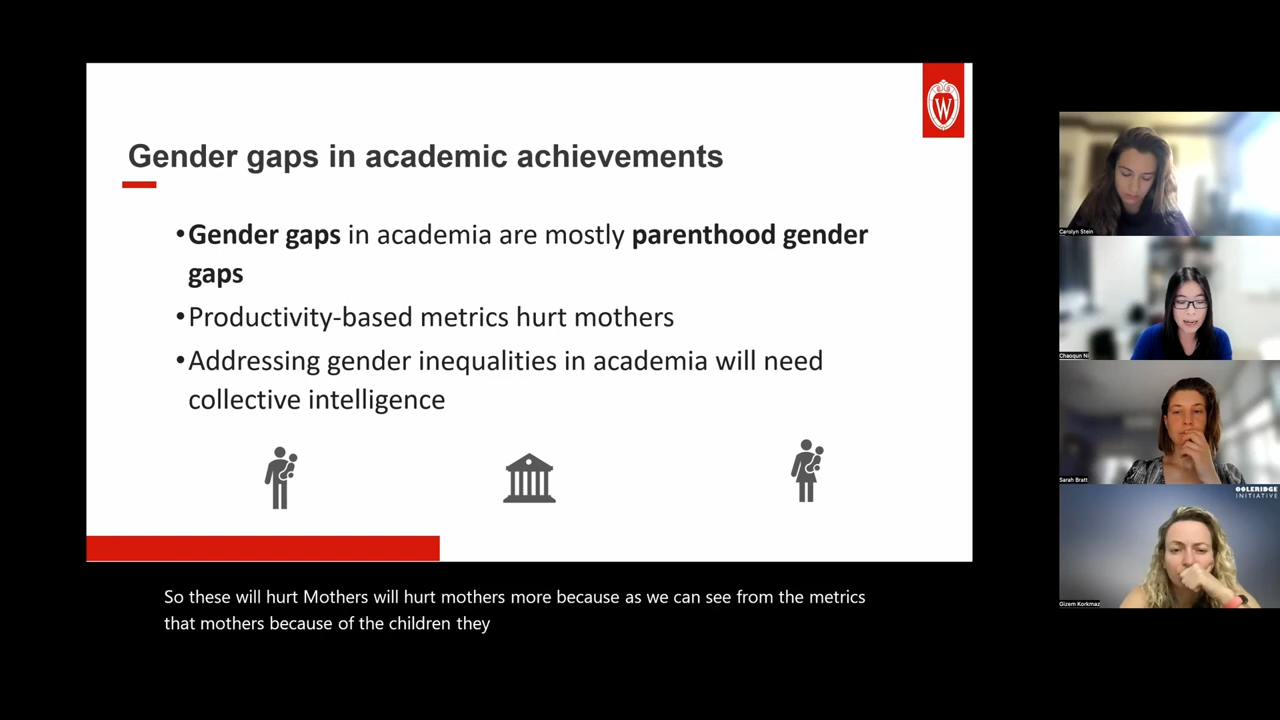 W
Gender gaps in academic achievements
•Gender gaps in academia are mostly parenthood gender
gaps
•Productivity-based metrics hurt mothers
•Addressing gender inequalities in academia will need
collective intelligence
So these will hurt Mothers will hurt mothers more because as we can see from the metrics
that mothers because of the children they
Carolyn Stein
Chaoqun Ni
Sarah Bratt
COLERIDGE
INITIATIVE
Gizem Korkmaz